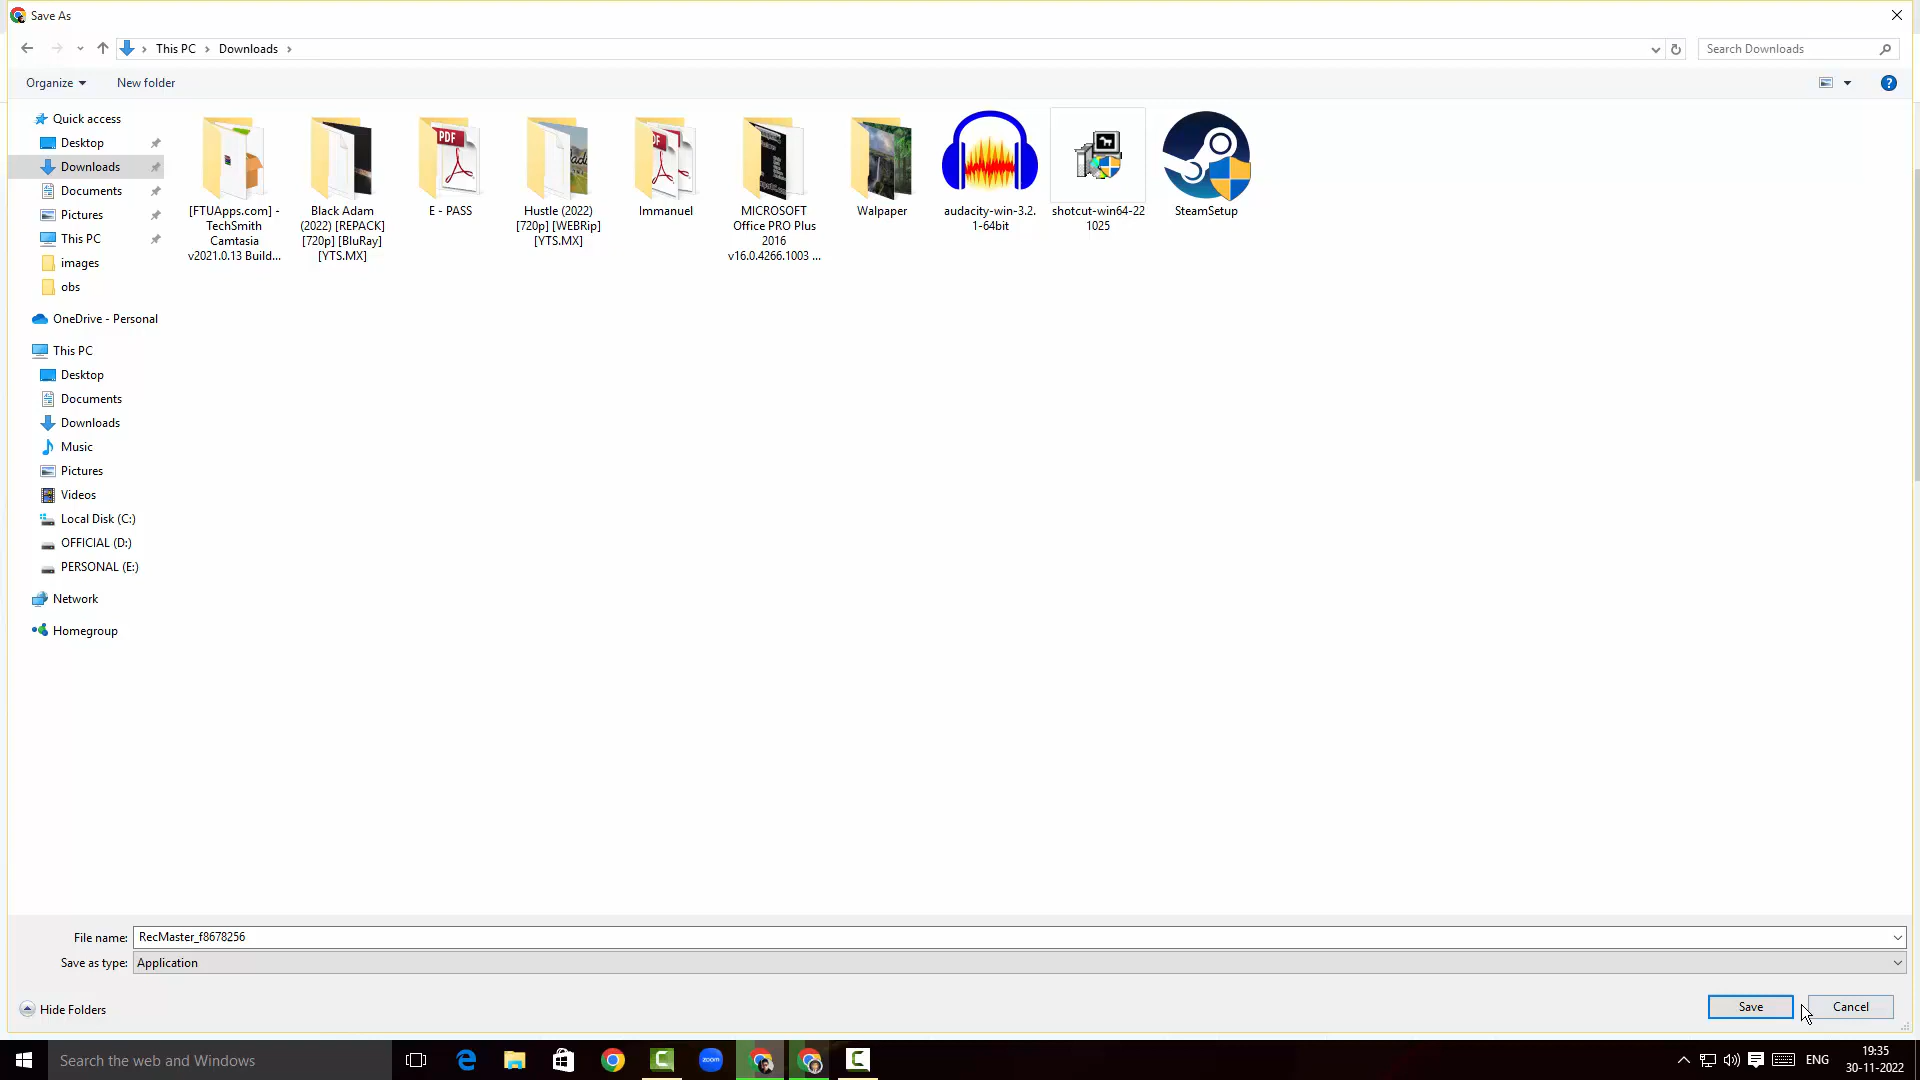 Save As
This PC
Downloads
Search Downloads
Organize
New folder
?
Quick access
Desktop
Downloads
Documents
Pictures
This PC
images
obs
OneDrive - Personal
This PC
Desktop
Documents
Downloads
Music
Pictures
Videos
Local Disk (C:)
OFFICIAL (D:)
PERSONAL (E:)
Network
Homegroup
[FTUApps.com] -
TechSmith
Camtasia
v2021.0.13 Build...
Black Adam
(2022) [REPACK]
[720p] [BluRay]
[YTS.MX]
PDF
E - PASS
Hustle (2022)
[720p] [WEBRip]
[YTS.MX]
Immanuel
MICROSOFT
Office PRO Plus
2016
v16.0.4266.1003 ...
Walpaper
audacity-win-3.2.
1-64bit
shotcut-win64-22
1025
SteamSetup
File name:
RecMaster_f8678256
Save as type:
Application
Hide Folders
Save
Cancel
Search the web and Windows
zoom
ENG
19:35
30-11-2022